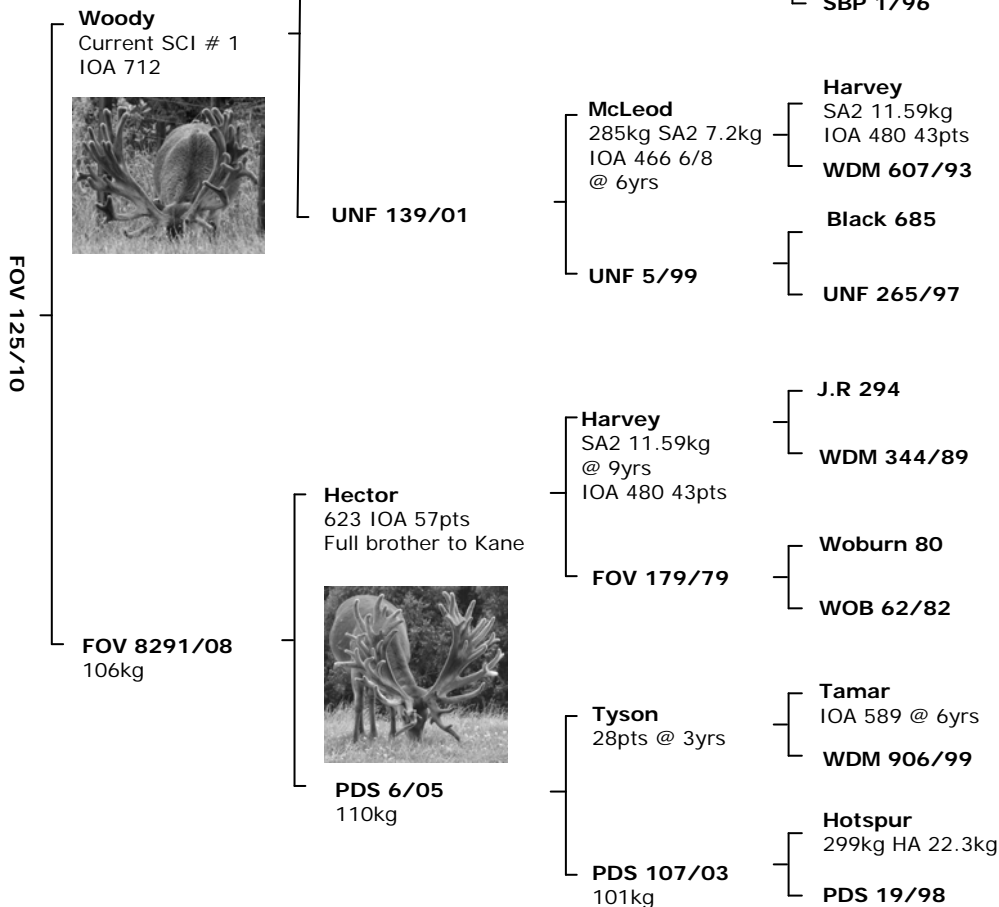 SBP 1/96
Woody
Current SCI # 1
IOA 712
McLeod
285kg SA2 7.2kg
IOA 466 6/8
@ 6yrs
Harvey
SA2 11.59kg
IOA 480 43pts
WDM 607/93
UNF 139/01
Black 685
UNF 5/99
UNF 265/97
FOV 125/10
J.R 294
Harvey
SA2 11.59kg
@ 9yrs
IOA 480 43pts
WDM 344/89
Hector
623 IOA 57pts
Full brother to Kane
Woburn 80
FOV 179/79
WOB 62/82
FOV 8291/08
106kg
Tyson
28pts @ 3yrs
Tamar
IOA 589 @ 6yrs
WDM 906/99
PDS 6/05
110kg
Hotspur
299kg HA 22.3kg
PDS 107/03
101kg
PDS 19/98